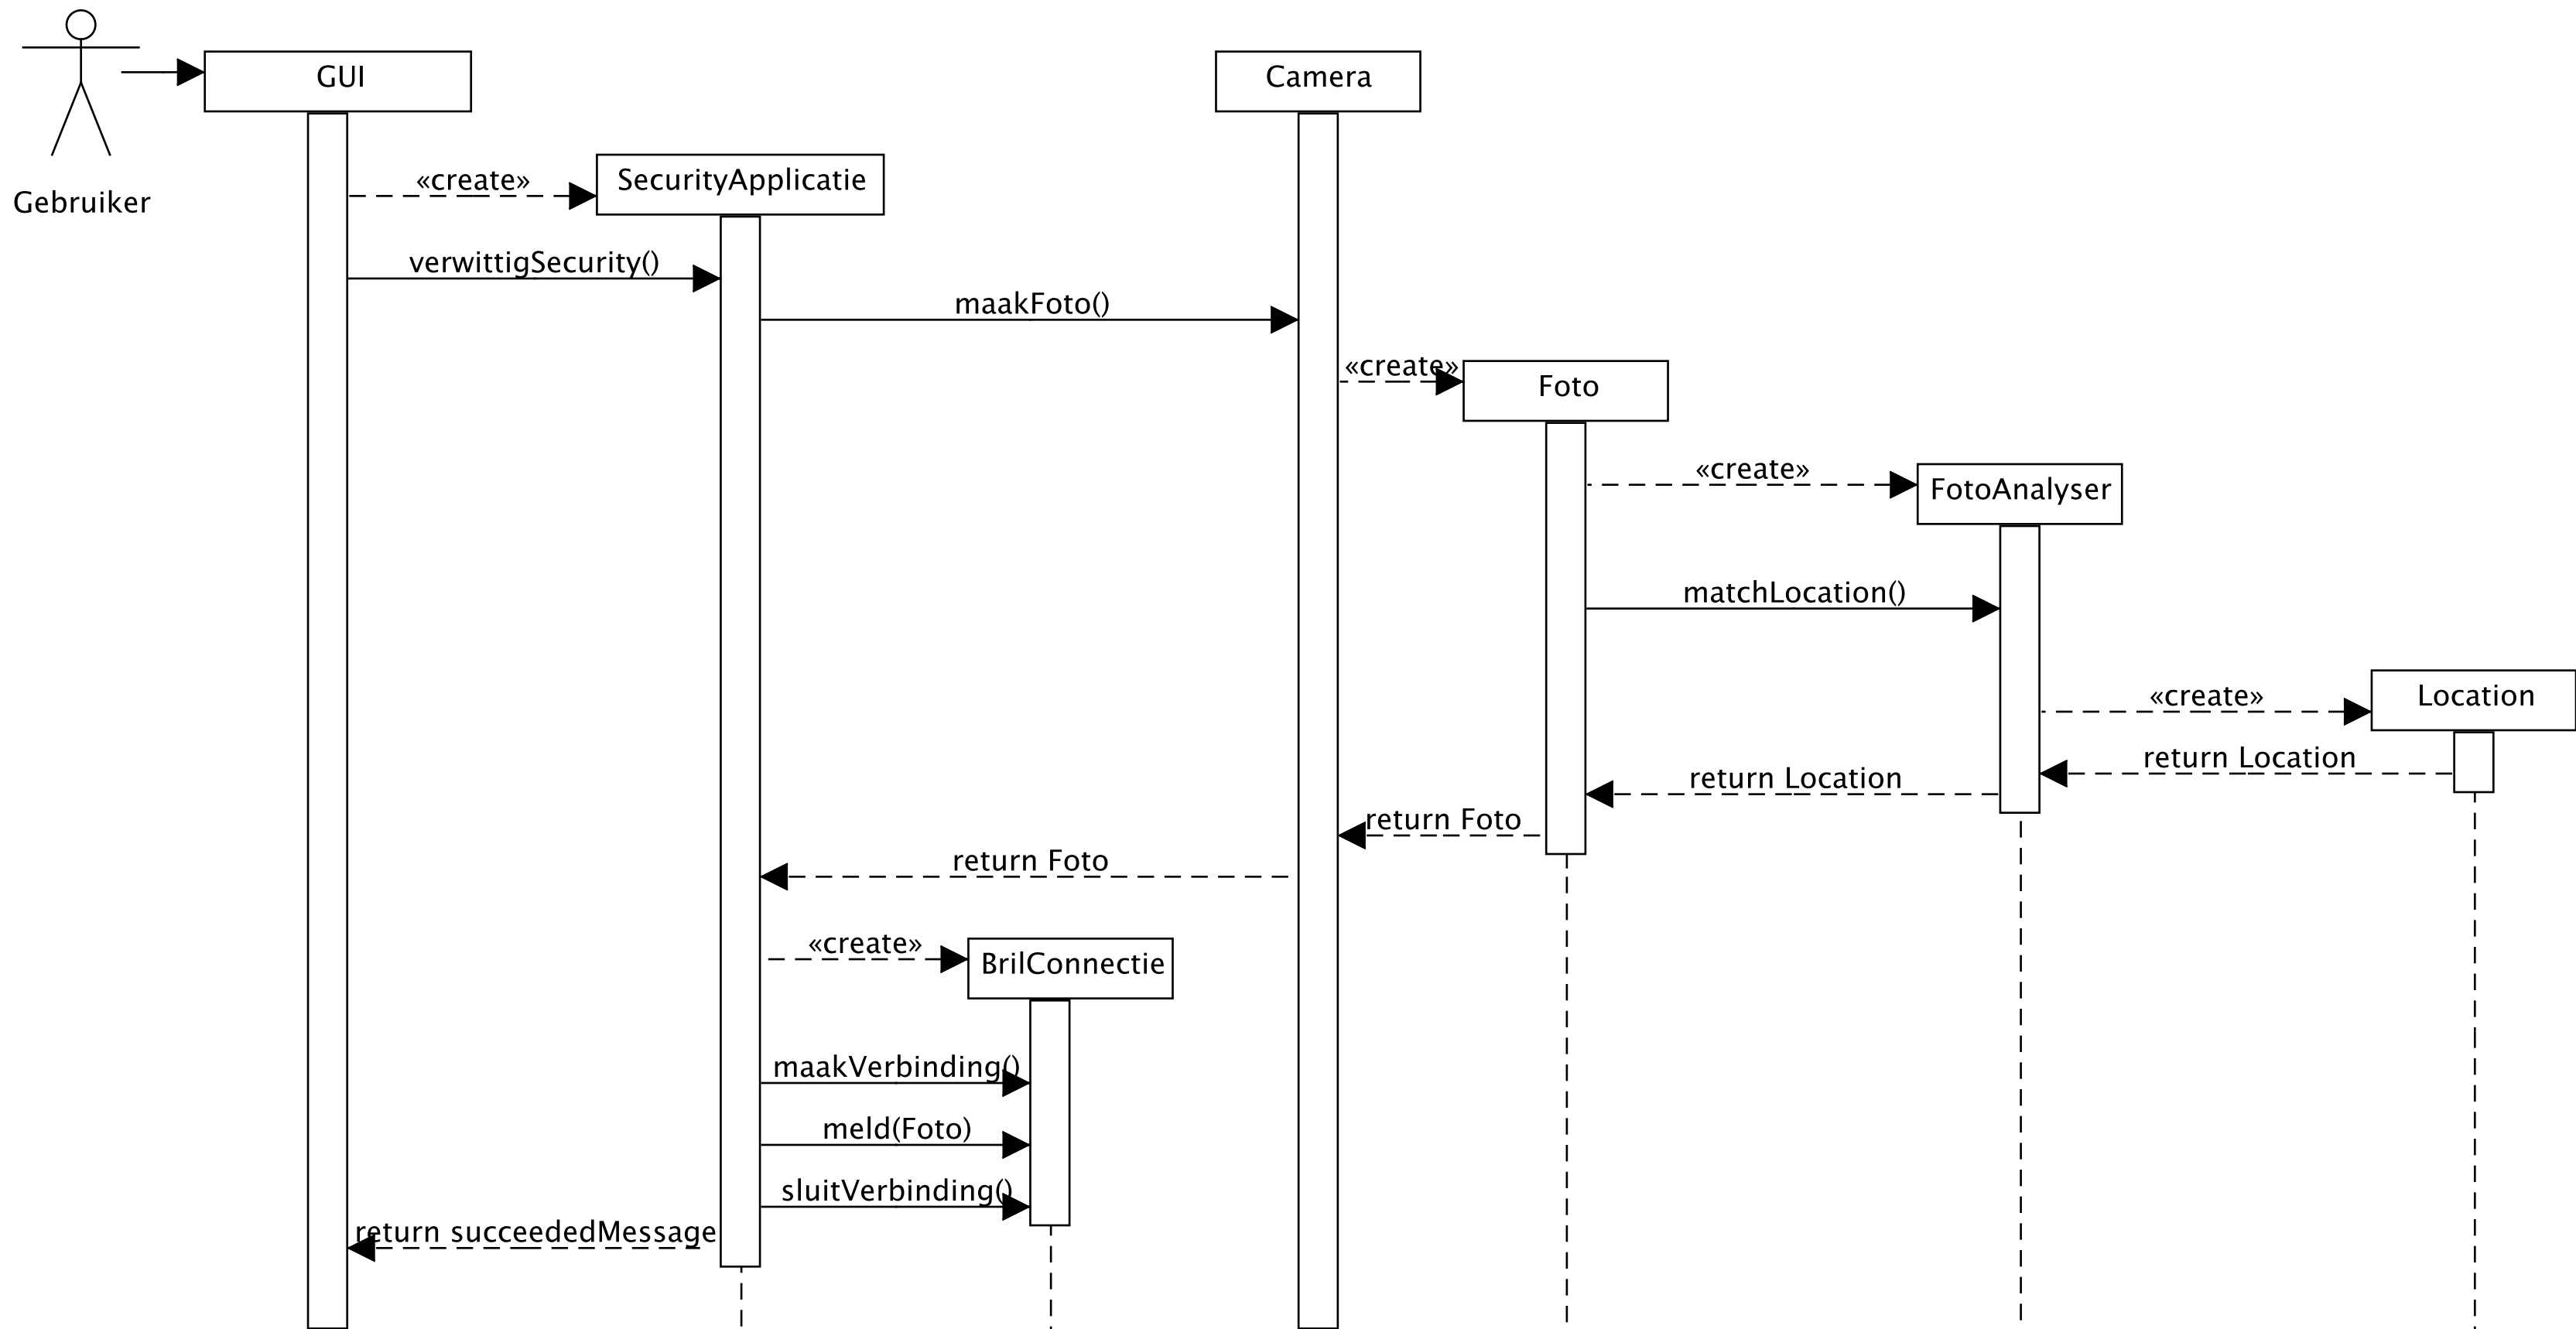 GUI
Camera
Gebruiker
«create»
SecurityApplicatie
verwittigSecurity()
maakFoto()
«create»
Foto
«create»
FotoAnalyser
matchLocation()
«create»
Location
return Location
return Location
return Foto
return Foto
«create»
BrilConnectie
maakVerbinding()
meld(Foto)
sluitVerbinding()
return succeededMessage